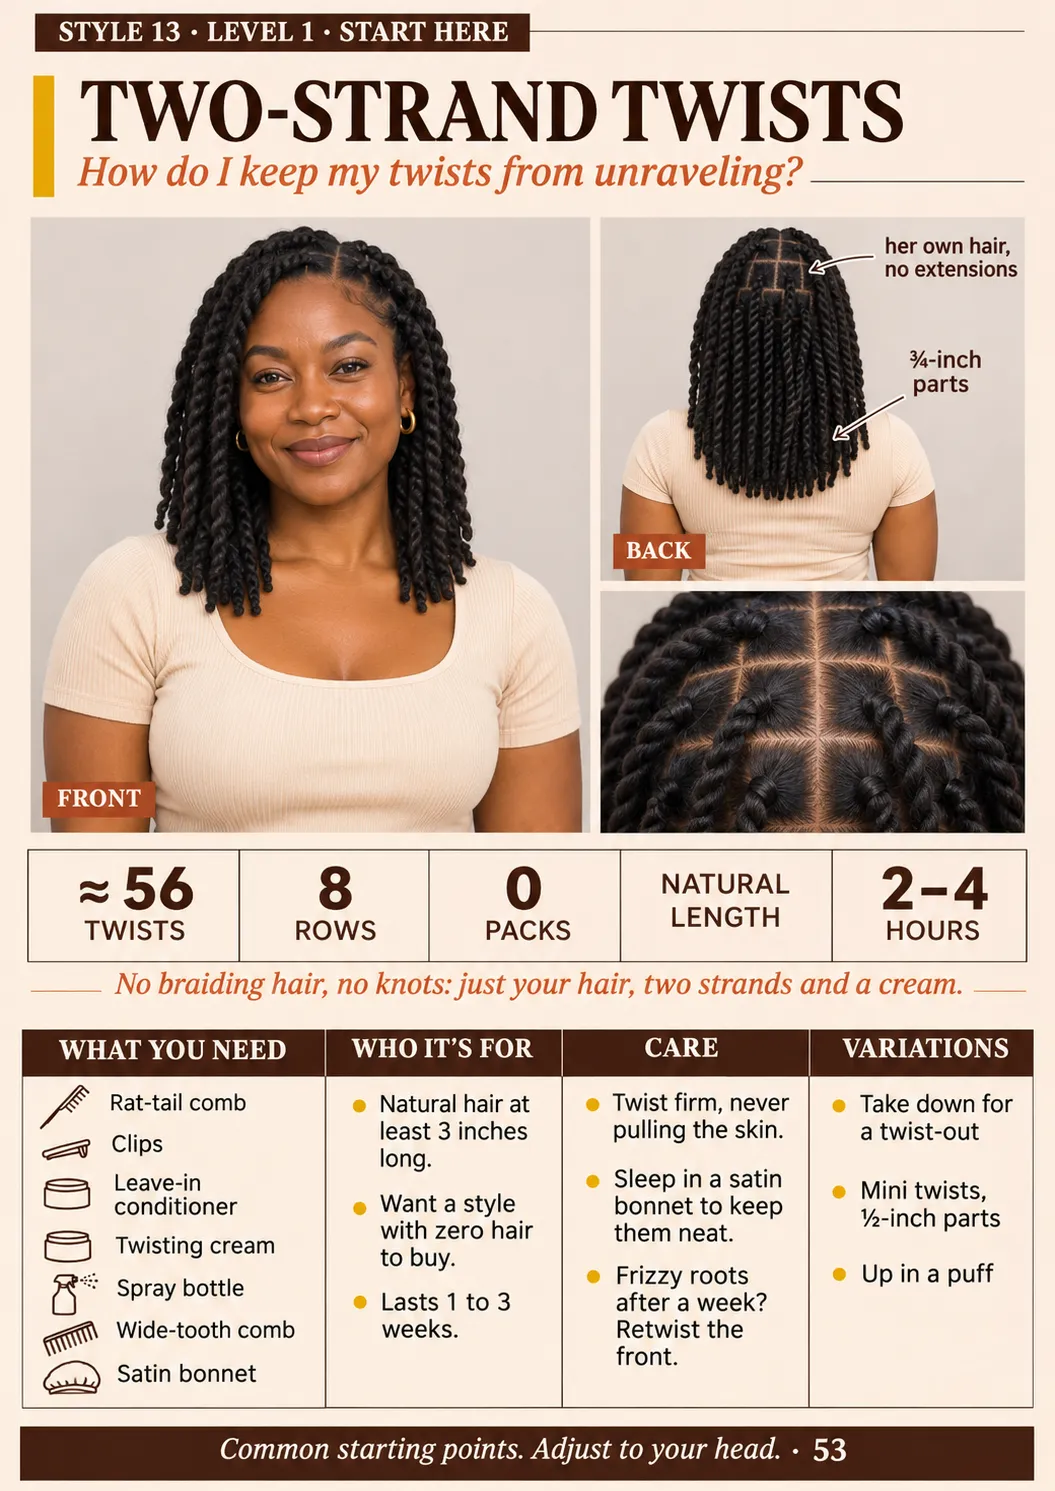 STYLE 13 · LEVEL 1 · START HERE
TWO-STRAND TWISTS
How do I keep my twists from unraveling?
her own hair,
no extensions
¾-inch
parts
BACK
FRONT
≈ 56
TWISTS
8
ROWS
0
PACKS
NATURAL
LENGTH
2–4
HOURS
No braiding hair, no knots: just your hair, two strands and a cream.
WHAT YOU NEED
Rat-tail comb
Clips
Leave-in
conditioner
Twisting cream
Spray bottle
Wide-tooth comb
Satin bonnet
WHO IT'S FOR
Natural hair at
least 3 inches
long.
Want a style
with zero hair
to buy.
Lasts 1 to 3
weeks.
CARE
Twist firm, never
pulling the skin.
Sleep in a satin
bonnet to keep
them neat.
Frizzy roots
after a week?
Retwist the
front.
VARIATIONS
Take down for
a twist-out
Mini twists,
½-inch parts
Up in a puff
Common starting points. Adjust to your head. · 53